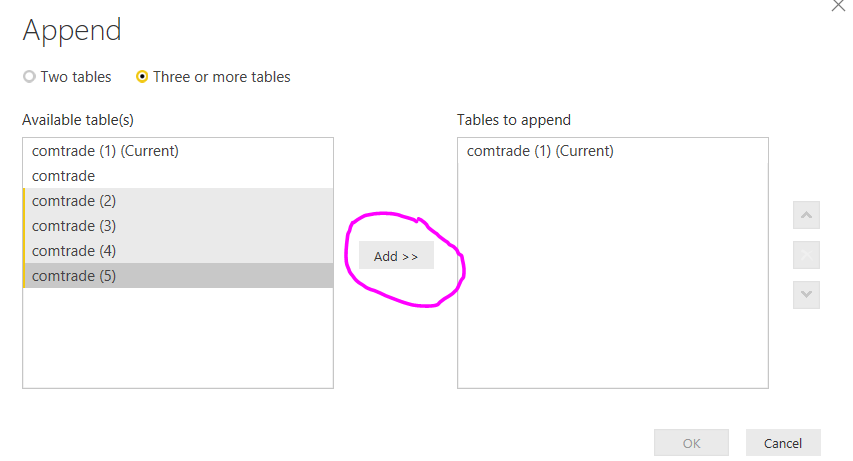 Append
Two tables
Three or more tables
Available table(s)
Tables to append
comtrade (1) (Current)
comtrade
comtrade (2)
comtrade (3)
comtrade (4)
comtrade (5)
Add >>
comtrade (1) (Current)
OK
Cancel